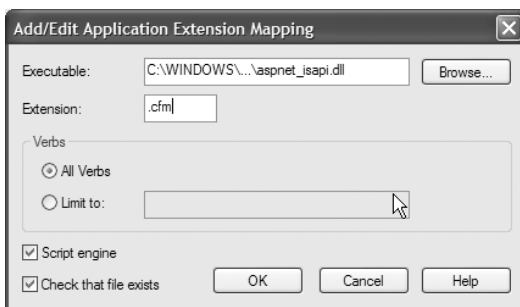 Add/Edit Application Extension Mapping
Executable: C:\WINDOWS\...\aspnet_isapi.dll Browse...
Extension: .cfm
Verbs
All Verbs
Limit to:
Script engine
Check that file exists OK Cancel Help